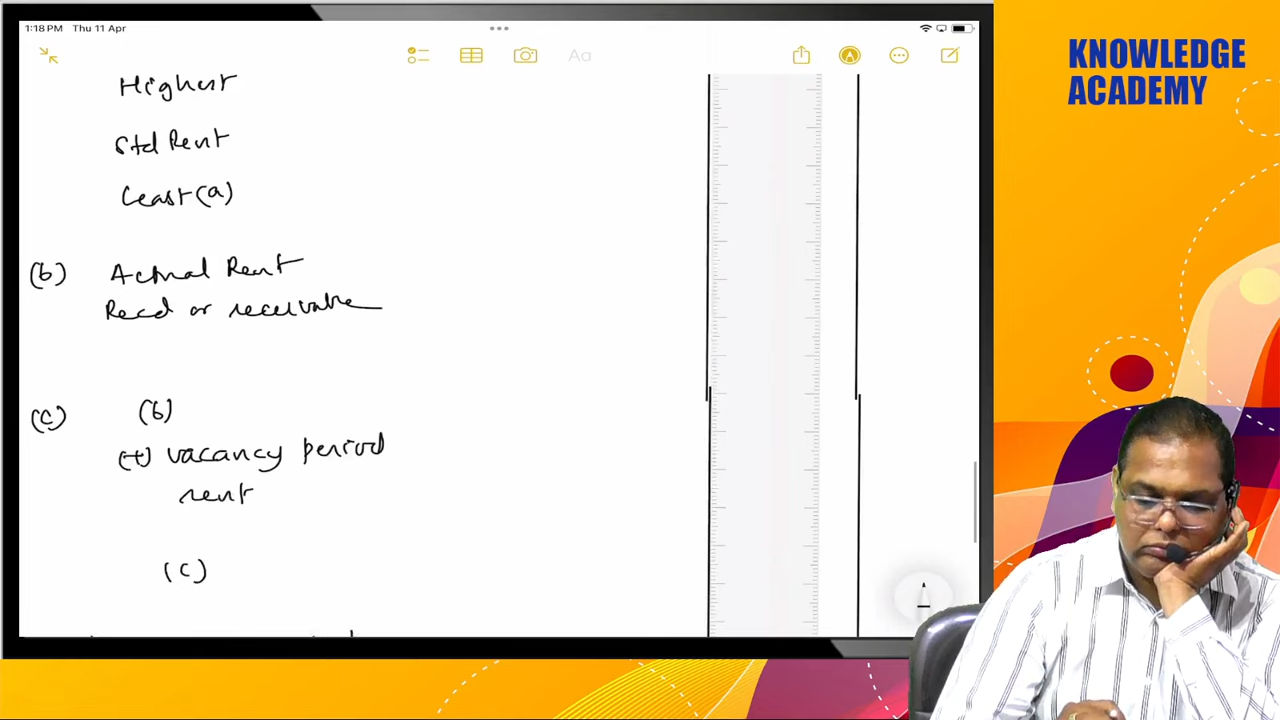 1:18 PM Thu 11 Apr
Aa
KNOWLEDGE
ACADEMY
Highest
Std Rent
Least (a)
(b) Actual Rent
Recd or receivable
(c) (b)
(+) vacancy period
rent
(c)